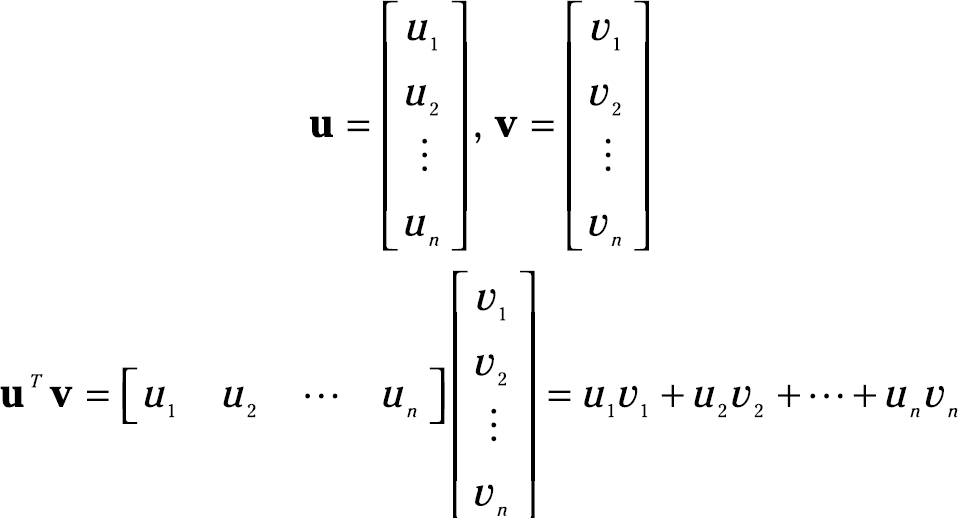 u = [u₁ u₂ ⋮ uₙ], v = [v₁ v₂ ⋮ vₙ]
uᵀv = [u₁ u₂ ⋯ uₙ] [v₁ v₂ ⋮ vₙ] = u₁v₁ + u₂v₂ + ⋯ + uₙvₙ